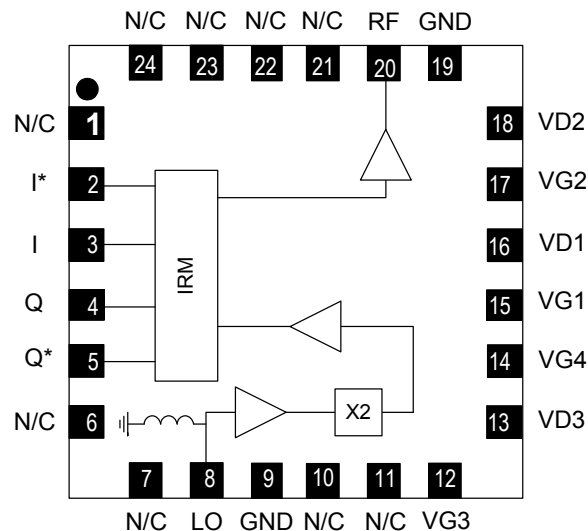 N/C N/C N/C N/C RF GND
24 23 22 21 20 19
N/C 1 18 VD2
I* 2 17 VG2
I 3 IRM 16 VD1
Q 4 15 VG1
Q* 5 14 VG4
N/C 6 X2 13 VD3
7 8 9 10 11 12
N/C LO GND N/C N/C VG3